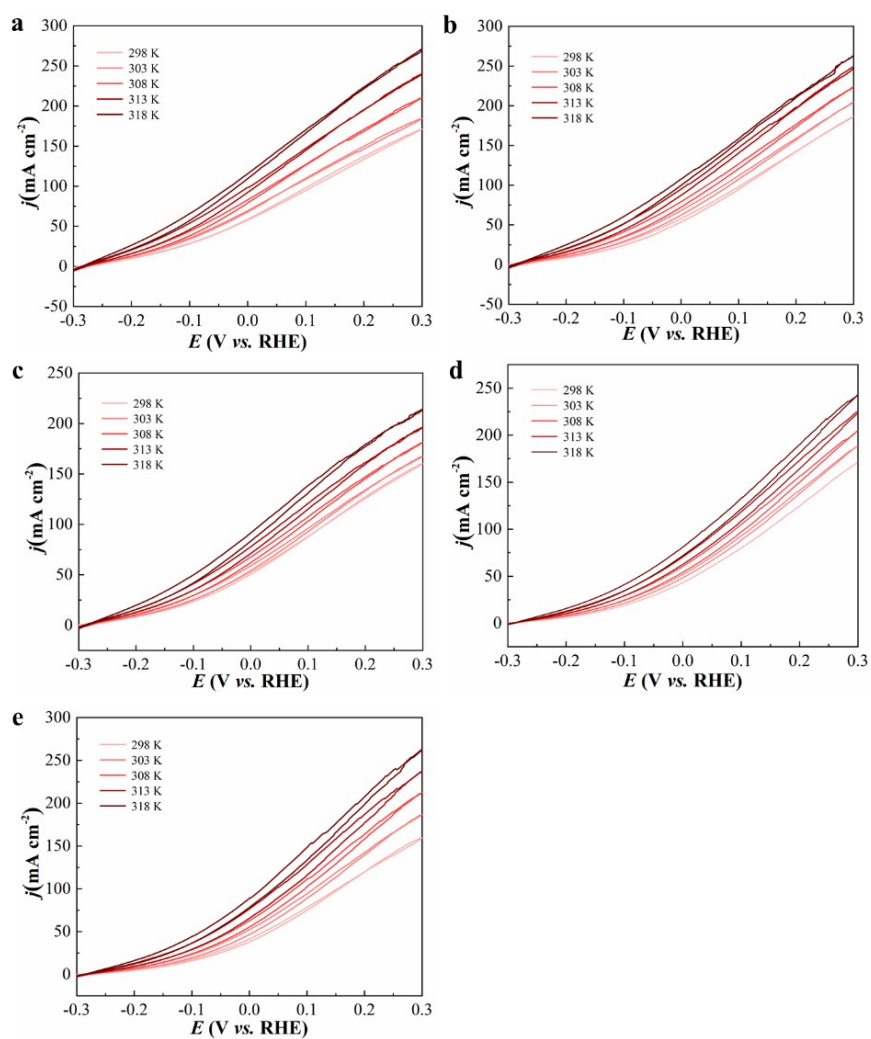 a
300
250
200
150
100
50
0
-50
298 K
303 K
308 K
313 K
318 K
j(mA cm-2)
-0.3 -0.2 -0.1 0.0 0.1 0.2 0.3
E (V vs. RHE)
b
300
250
200
150
100
50
0
-50
298 K
303 K
308 K
313 K
318 K
j(mA cm-2)
-0.3 -0.2 -0.1 0.0 0.1 0.2 0.3
E (V vs. RHE)
c
250
200
150
100
50
0
298 K
303 K
308 K
313 K
318 K
j(mA cm-2)
-0.3 -0.2 -0.1 0.0 0.1 0.2 0.3
E (V vs. RHE)
d
250
200
150
100
50
0
298 K
303 K
308 K
313 K
318 K
j(mA cm-2)
-0.3 -0.2 -0.1 0.0 0.1 0.2 0.3
E (V vs. RHE)
e
300
250
200
150
100
50
0
298 K
303 K
308 K
313 K
318 K
j(mA cm-2)
-0.3 -0.2 -0.1 0.0 0.1 0.2 0.3
E (V vs. RHE)